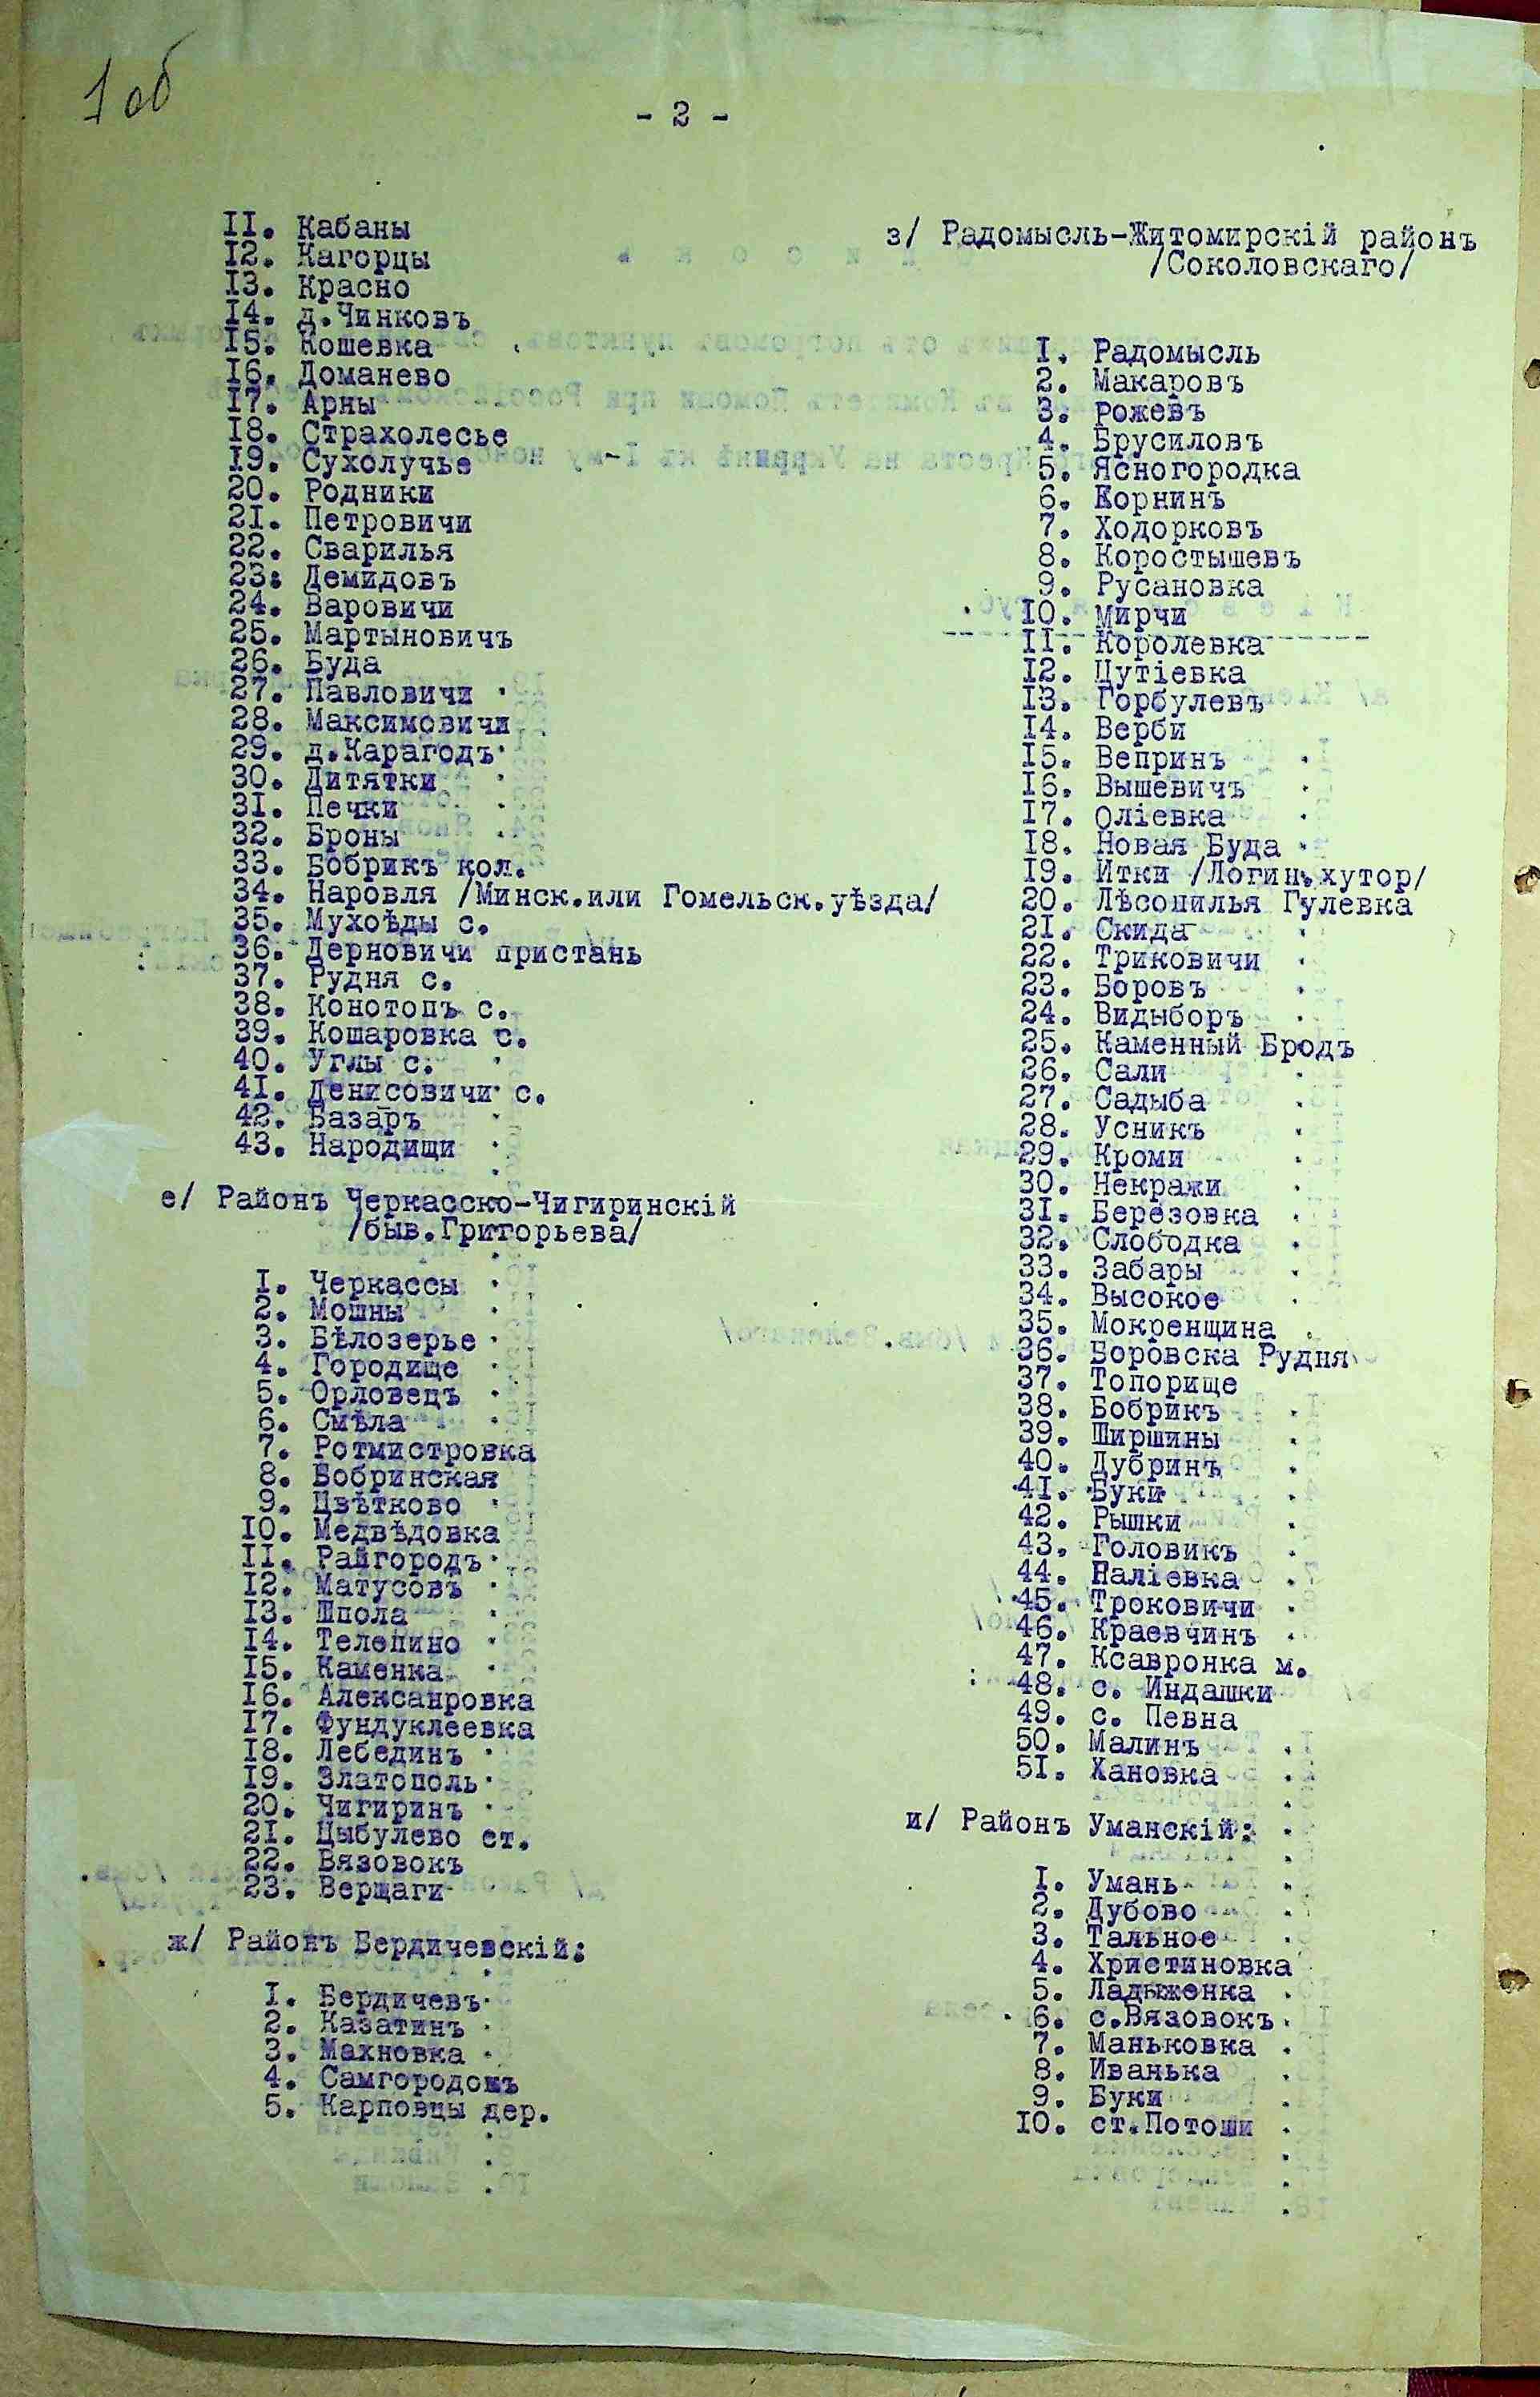 1 об
- 2 -
II. Кабаны
I2. Кагорцы
I3. Красно
I4. д.Чинковъ
I5. Кошевка
I6. Доманево
I7. Арны
I8. Страхолесье
I9. Сухолучье
20. Родники
2I. Петровичи
22. Сварилья
23: Демидовъ
24. Варовичи
25. Мартыновичъ
26. Буда
27. Павловичи
28. Максимовичи
29. д.Карагодъ
30. Дитятки
3I. Печки
32. Броны
33. Бобрикъ кол.
34. Наровля /Минск.или Гомельск.уѣзда/
35. Мухоѣды с.
36. Дерновичи пристань
37. Рудня с.
38. Конотопъ с.
39. Кошаровка с.
40. Углы с.
4I. Денисовичи с.
42. Базаръ
43. Народищи
е/ Районъ Черкасско-Чигиринскій
/быв.Григорьева/
I. Черкассы
2. Мошны
3. Бѣлозерье
4. Городище
5. Орловецъ
6. Смѣла
7. Ротмистровка
8. Бобринская
9. Цвѣтково
I0. Медвѣдовка
II. Райгородъ
I2. Матусовъ
I3. Шпола
I4. Телепино
I5. Каменка
I6. Алексанровка
I7. Фундуклеевка
I8. Лебединъ
I9. Златополь
20. Чигиринъ
2I. Цыбулево ст.
22. Вязовокъ
23. Верщаги
ж/ Районъ Бердичевскій:
I. Бердичевъ
2. Казатинъ
3. Махновка
4. Самгородокъ
5. Карповцы дер.
з/ Радомысль-Житомирскій районъ
/Соколовскаго/
I. Радомысль
2. Макаровъ
3. Рожевъ
4. Брусиловъ
5. Ясногородка
6. Корнинъ
7. Ходорковъ
8. Коростышевъ
9. Русановка
I0. Мирчи
II. Королевка
I2. Цутіевка
I3. Горбулевъ
I4. Верби
I5. Вепринъ
I6. Вышевичъ
I7. Оліевка
I8. Новая Буда
I9. Итки /Логин.хутор/
20. Лѣсопилья Гулевка
2I. Скида
22. Триковичи
23. Боровъ
24. Видыборъ
25. Каменный Бродъ
26. Сали
27. Садыба
28. Усникъ
29. Кроми
30. Некражи
3I. Березовка
32. Слободка
33. Забары
34. Высокое
35. Мокренщина
36. Боровска Рудня
37. Топорище
38. Бобрикъ
39. Ширшины
40. Дубринъ
4I. Буки
42. Рышки
43. Головикъ
44. Наліевка
45. Троковичи
46. Краевчинъ
47. Ксавронка м.
48. с. Индашки
49. с. Певна
50. Малинъ
5I. Хановка
и/ Районъ Уманскій:
I. Умань
2. Дубово
3. Тальное
4. Христиновка
5. Ладыженка
6. с.Вязовокъ
7. Маньковка
8. Иванька
9. Буки
I0. ст.Потоши